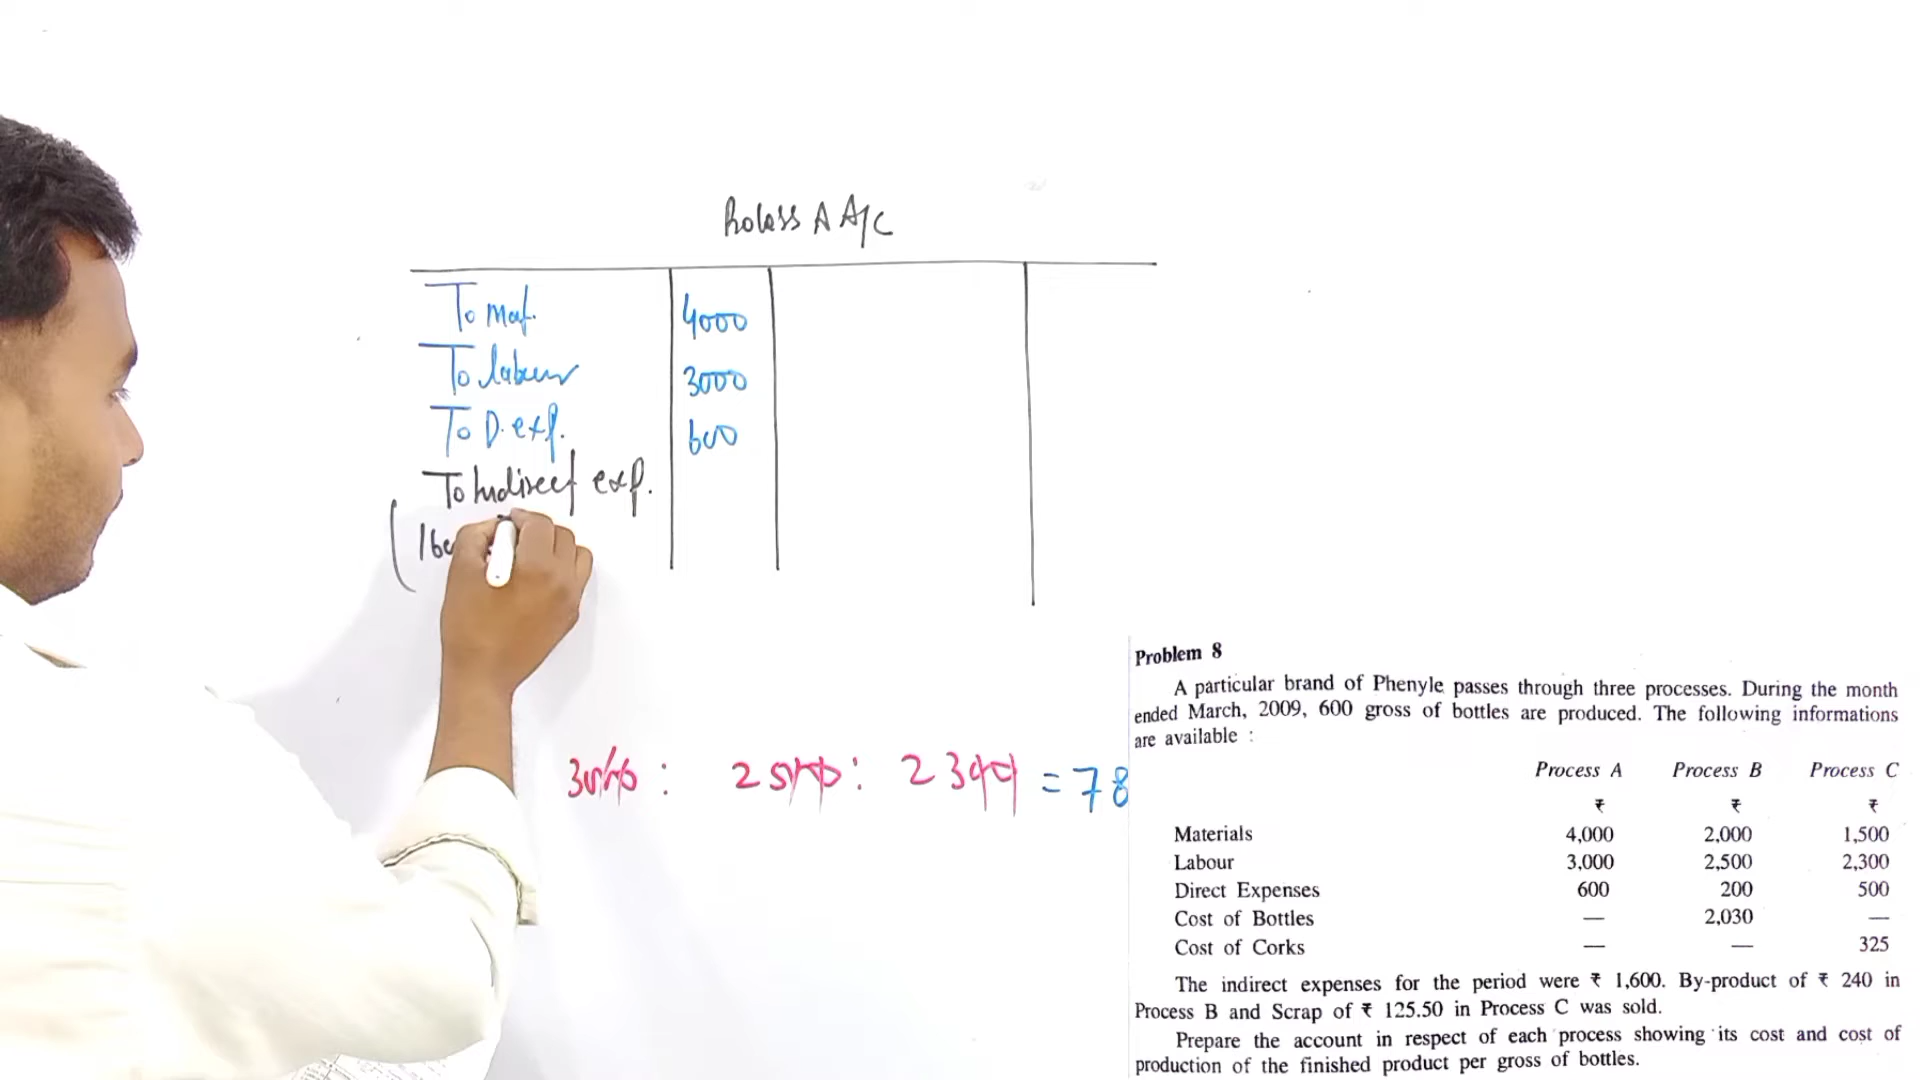 Process A A/C
To Mat. 4000
To labour 3000
To D. exp. 600
To Indirect exp.
(160
3000 : 2500 : 2300 = 78
Problem 8
A particular brand of Phenyle passes through three processes. During the month
ended March, 2009, 600 gross of bottles are produced. The following informations
are available :
Process A Process B Process C
₹ ₹ ₹
Materials 4,000 2,000 1,500
Labour 3,000 2,500 2,300
Direct Expenses 600 200 500
Cost of Bottles — 2,030 —
Cost of Corks — — 325
The indirect expenses for the period were ₹ 1,600. By-product of ₹ 240 in
Process B and Scrap of ₹ 125.50 in Process C was sold.
Prepare the account in respect of each process showing its cost and cost of
production of the finished product per gross of bottles.